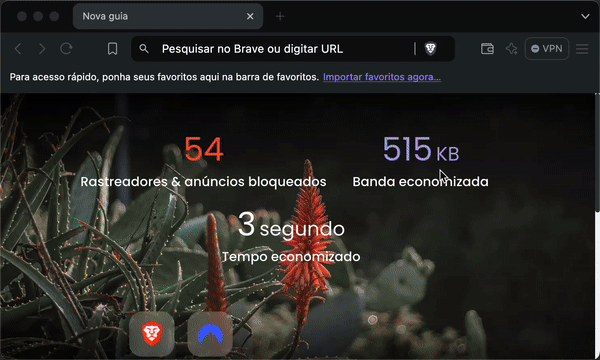 Nova guia
Pesquisar no Brave ou digitar URL
VPN
Para acesso rápido, ponha seus favoritos aqui na barra de favoritos. Importar favoritos agora...
54
515 KB
Rastreadores & anúncios bloqueados
Banda economizada
3 segundo
Tempo economizado